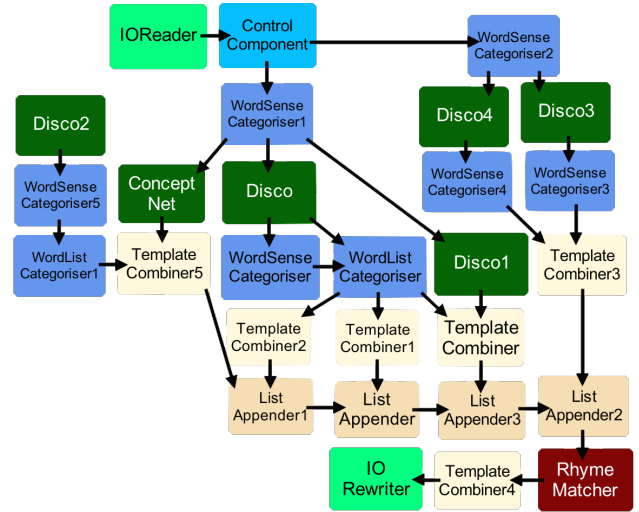 IOReader
Control
Component
WordSense
Categoriser2
WordSense
Categoriser1
Disco2
Disco4
Disco3
WordSense
Categoriser5
Concept
Net
Disco
WordSense
Categoriser4
WordSense
Categoriser3
WordList
Categoriser1
Template
Combiner5
WordSense
Categoriser
WordList
Categoriser
Disco1
Template
Combiner3
Template
Combiner2
Template
Combiner1
Template
Combiner
List
Appender1
List
Appender
List
Appender3
List
Appender2
IO
Rewriter
Template
Combiner4
Rhyme
Matcher